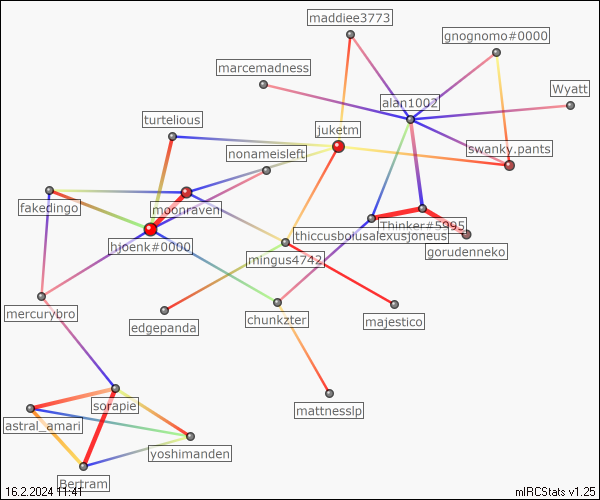 maddiee3773
gnognomo#0000
marcemadness
Wyatt
alan1002
turtelious
juketm
swanky.pants
nonameisleft
fakedingo
moonraven
Thinker#5995
thiccusboiusalexusjoneus
hjoenk#0000
gorudenneko
mingus4742
mercurybro
edgepanda
chunkzter
majestico
sorapie
mattnesslp
astral_amari
yoshimanden
Bertram
16.2.2024 11:41
mIRCStats v1.25